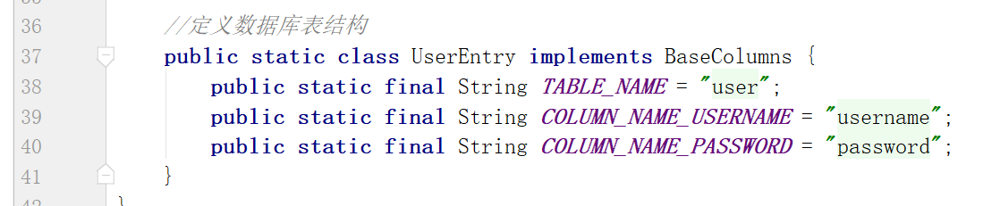 36 //定义数据库表结构
37 public static class UserEntry implements BaseColumns {
38 public static final String TABLE_NAME = "user";
39 public static final String COLUMN_NAME_USERNAME = "username";
40 public static final String COLUMN_NAME_PASSWORD = "password";
41 }
}